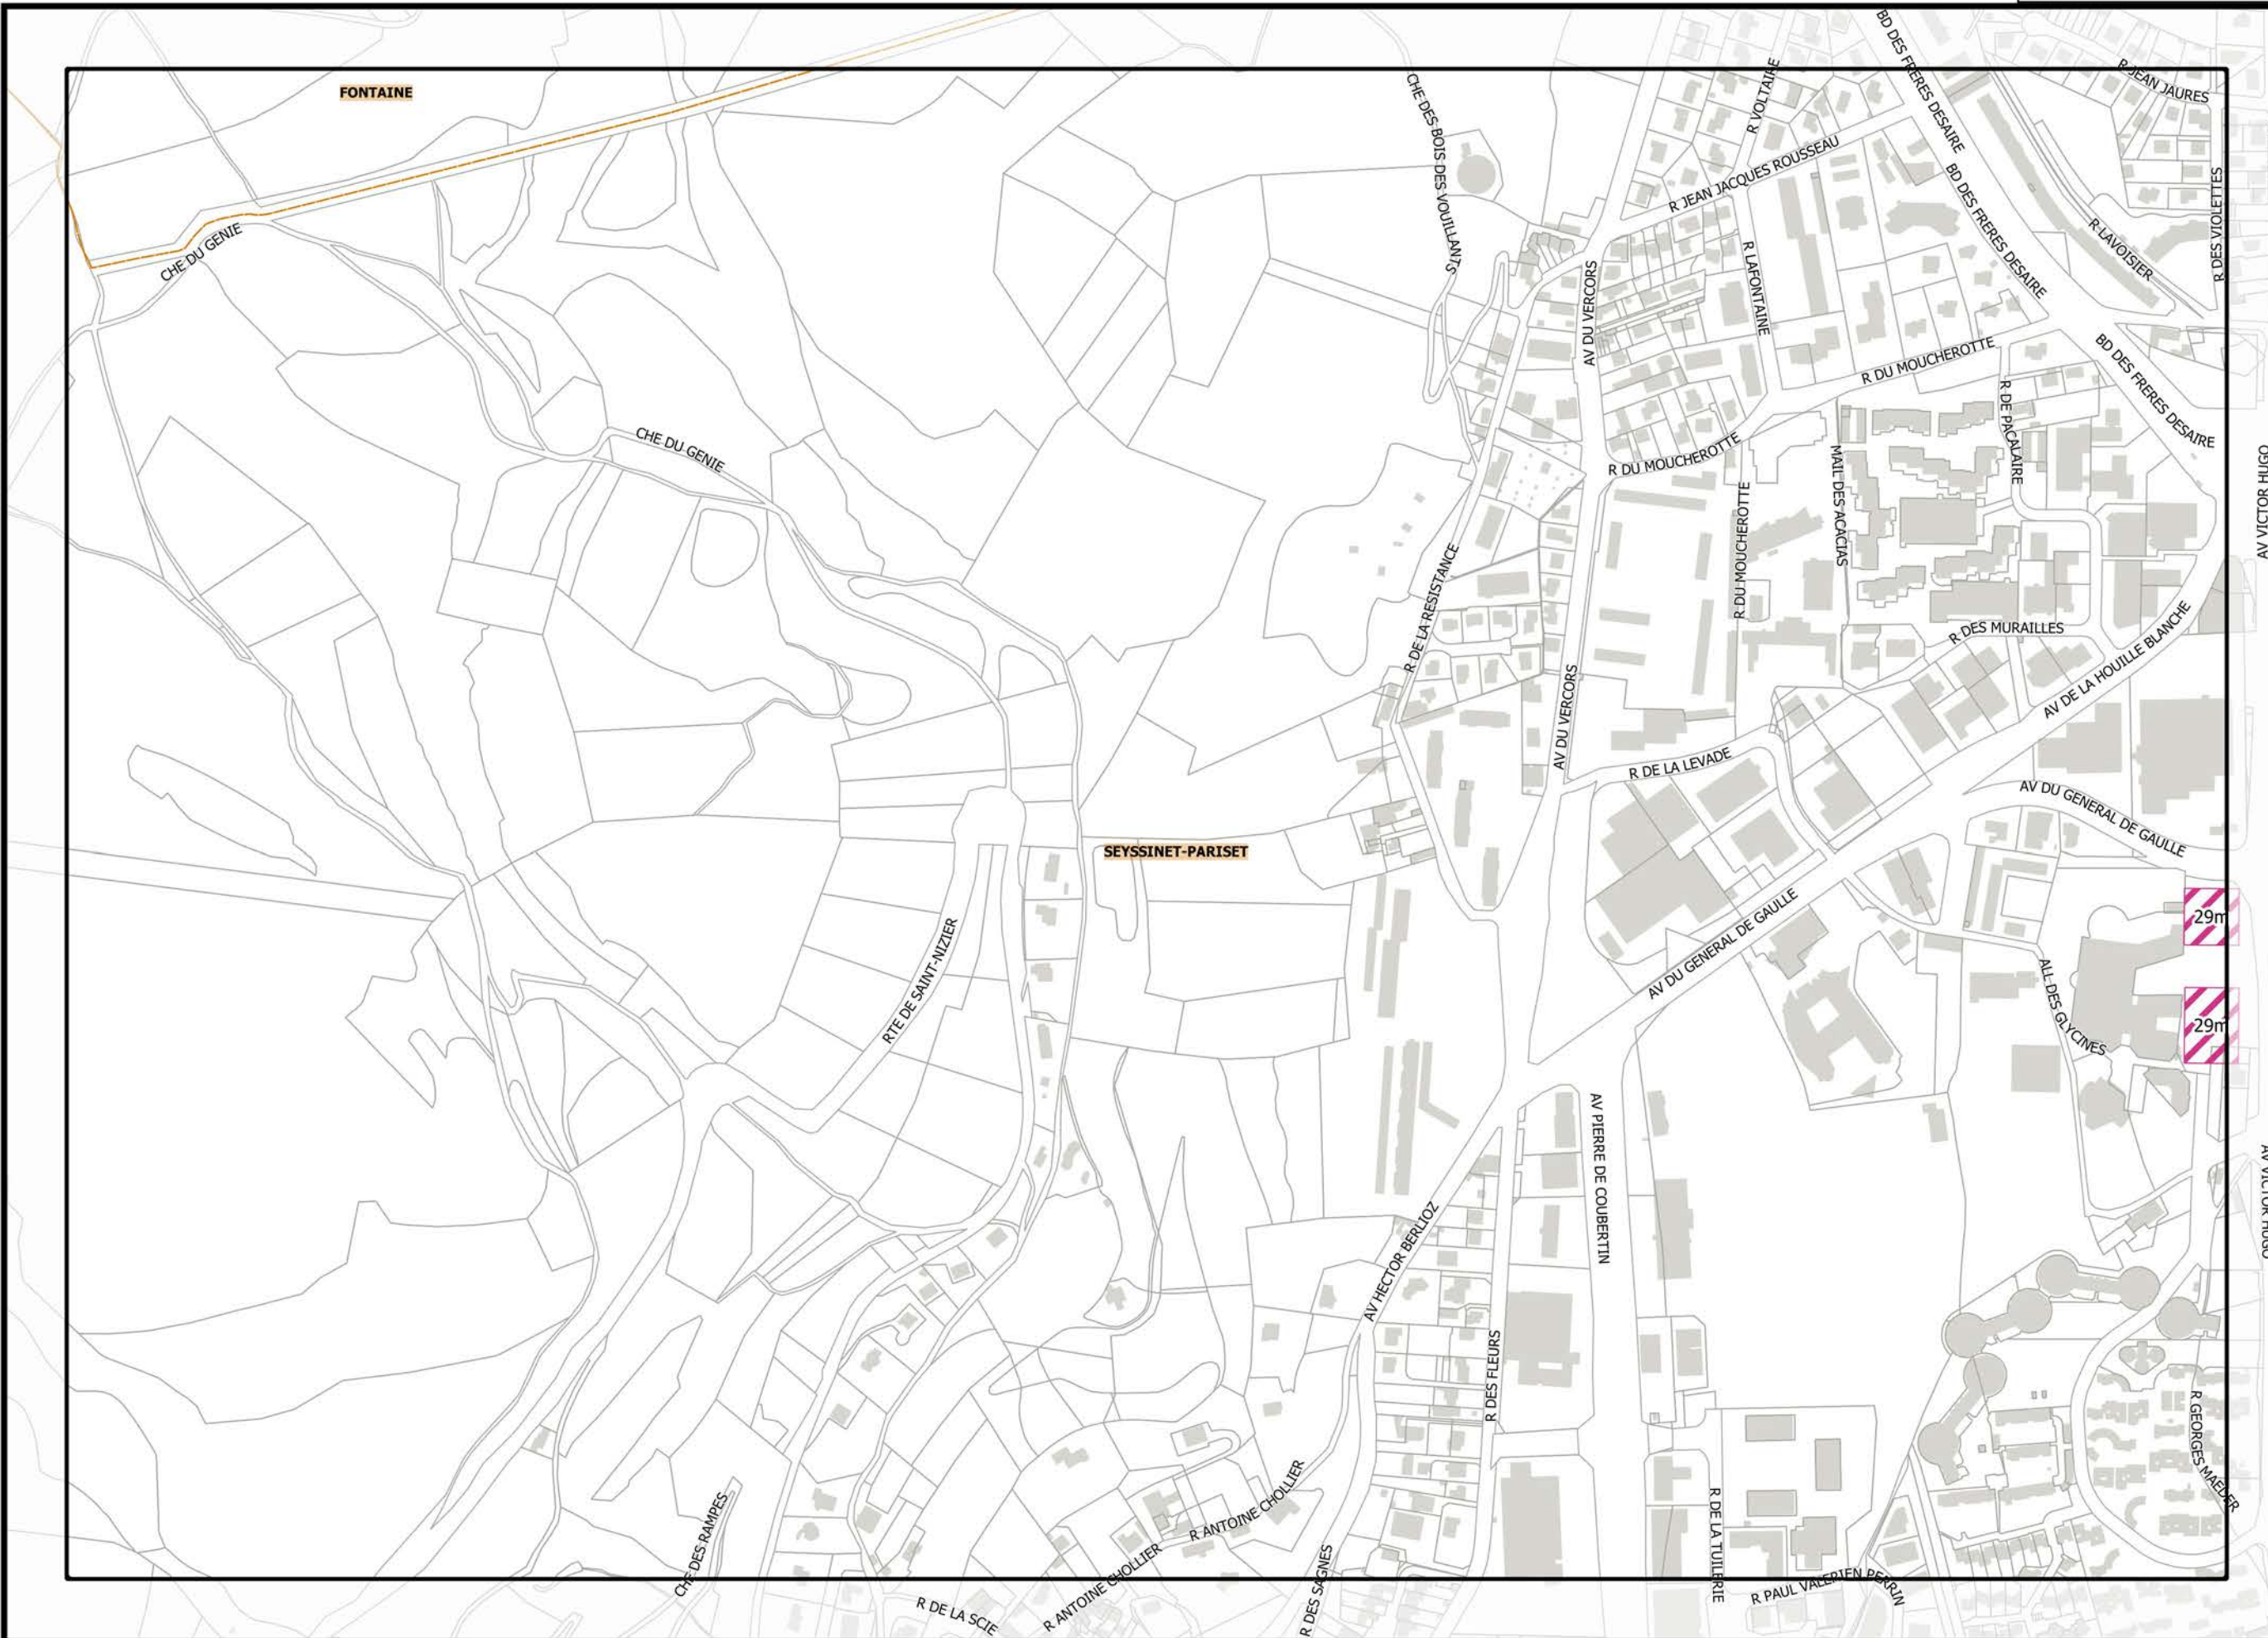 FONTAINE
CHE DU GENIE
CHE DU GENIE
CHE DES BOIS DES VOUILLANTS
R VOLTAIRE
BD DES FRERES DESAIRE
R JEAN JAURES
R JEAN JACQUES ROUSSEAU
BD DES FRERES DESAIRE
R LAVOISIER
R DES VIOLETTES
AV DU VERCORS
R LAFONTAINE
R DU MOUCHEROTTE
BD DES FRERES DESAIRE
R DE PACALAIRE
R DU MOUCHEROTTE
MAIL DES ACACIAS
AV VICTOR HUGO
R DU MOUCHEROTTE
R DE LA RESISTANCE
R DES MURAILLES
AV DE LA HOUILLE BLANCHE
AV DU VERCORS
R DE LA LEVADE
AV DU GENERAL DE GAULLE
SEYSSINET-PARISET
AV DU GENERAL DE GAULLE
29m
RTE DE SAINT-NIZIER
ALL DES GLYCINES
29m
AV PIERRE DE COUBERTIN
AV VICTOR HUGO
AV HECTOR BERLIOZ
R DES FLEURS
R GEORGES MAEDER
CHE DES RAMPES
R ANTOINE CHOLLIER
R DE LA TUILERIE
R ANTOINE CHOLLIER
R DES SAGNES
R DE LA SCIE
R PAUL VALERIEN PERRIN